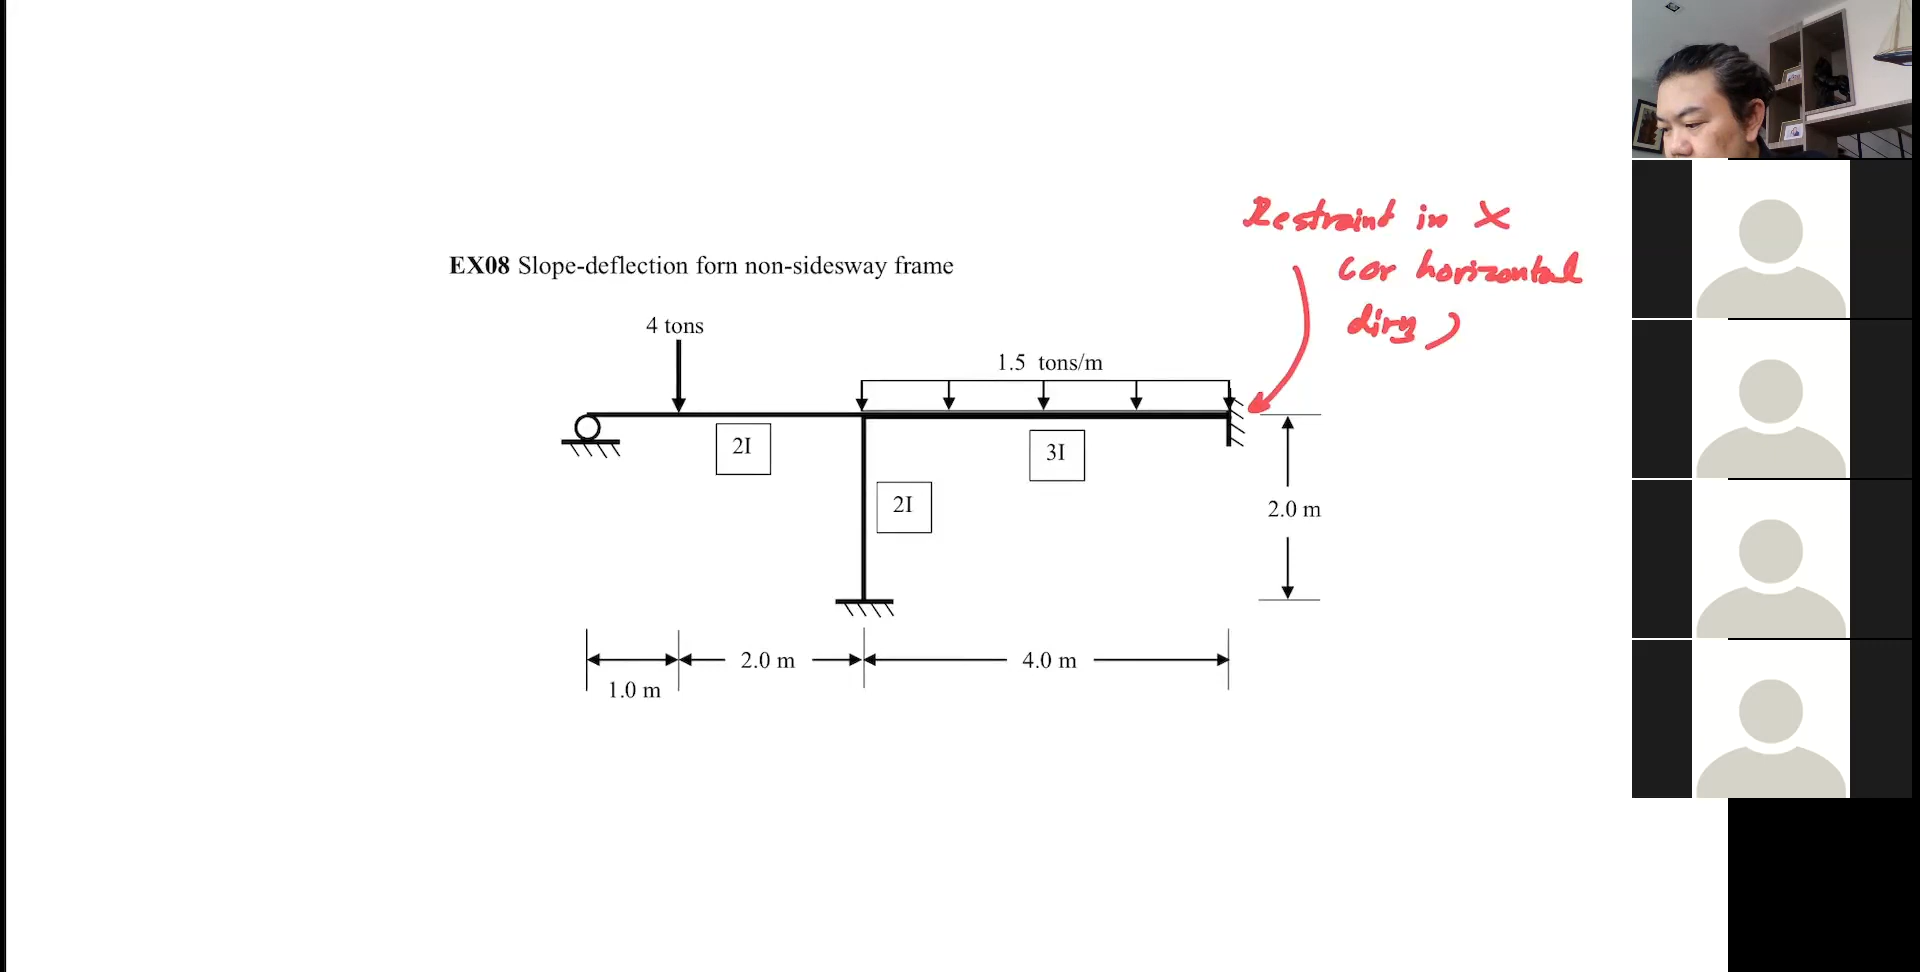 Restraint in X
(or horizontal
dirn)
EX08 Slope-deflection forn non-sidesway frame
4 tons
1.5 tons/m
2I
3I
2I
2.0 m
2.0 m
4.0 m
1.0 m